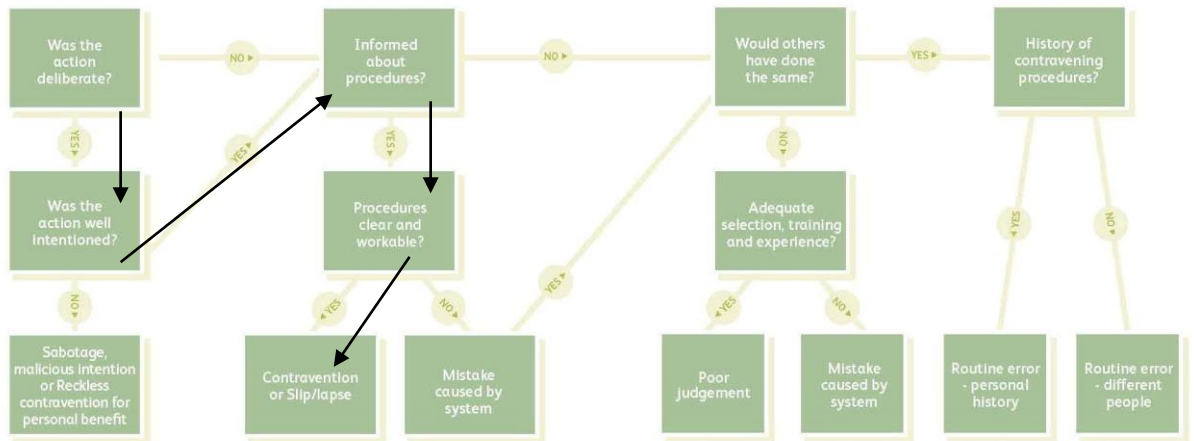 Was the
action
deliberate?
NO ►
Informed
about
procedures?
NO ►
Would others
have done
the same?
YES ►
History of
contravening
procedures?
YES ►
YES ►
YES ►
NO ►
Was the
action well
intentioned?
Procedures
clear and
workable?
Adequate
selection, training
and experience?
YES ►
NO ►
NO ►
◄ YES
NO ►
YES ►
◄ YES
NO ►
Sabotage,
malicious intention
or Reckless
contravention for
personal benefit
Contravention
or Slip/lapse
Mistake
caused by
system
Poor
judgement
Mistake
caused by
system
Routine error
- personal
history
Routine error
- different
people